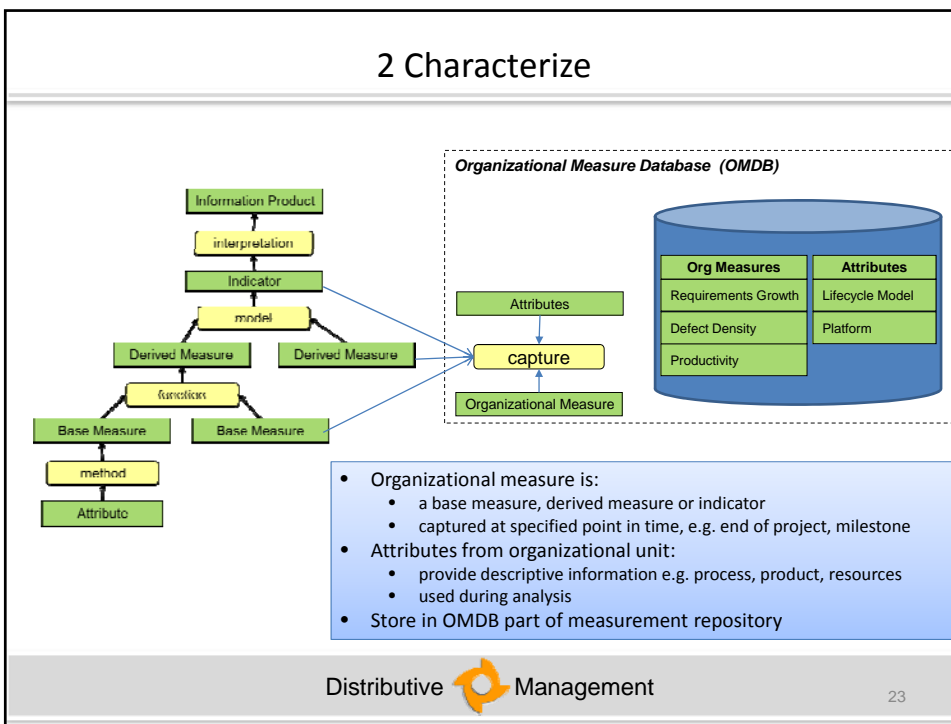 2 Characterize
Organizational Measure Database (OMDB)
Information Product
interpretation
Indicator
model
Derived Measure
Derived Measure
function
Base Measure
Base Measure
method
Attribute
Attributes
capture
Organizational Measure
Org Measures
Requirements Growth
Defect Density
Productivity
Attributes
Lifecycle Model
Platform
• Organizational measure is:
• a base measure, derived measure or indicator
• captured at specified point in time, e.g. end of project, milestone
• Attributes from organizational unit:
• provide descriptive information e.g. process, product, resources
• used during analysis
• Store in OMDB part of measurement repository
Distributive Management
23